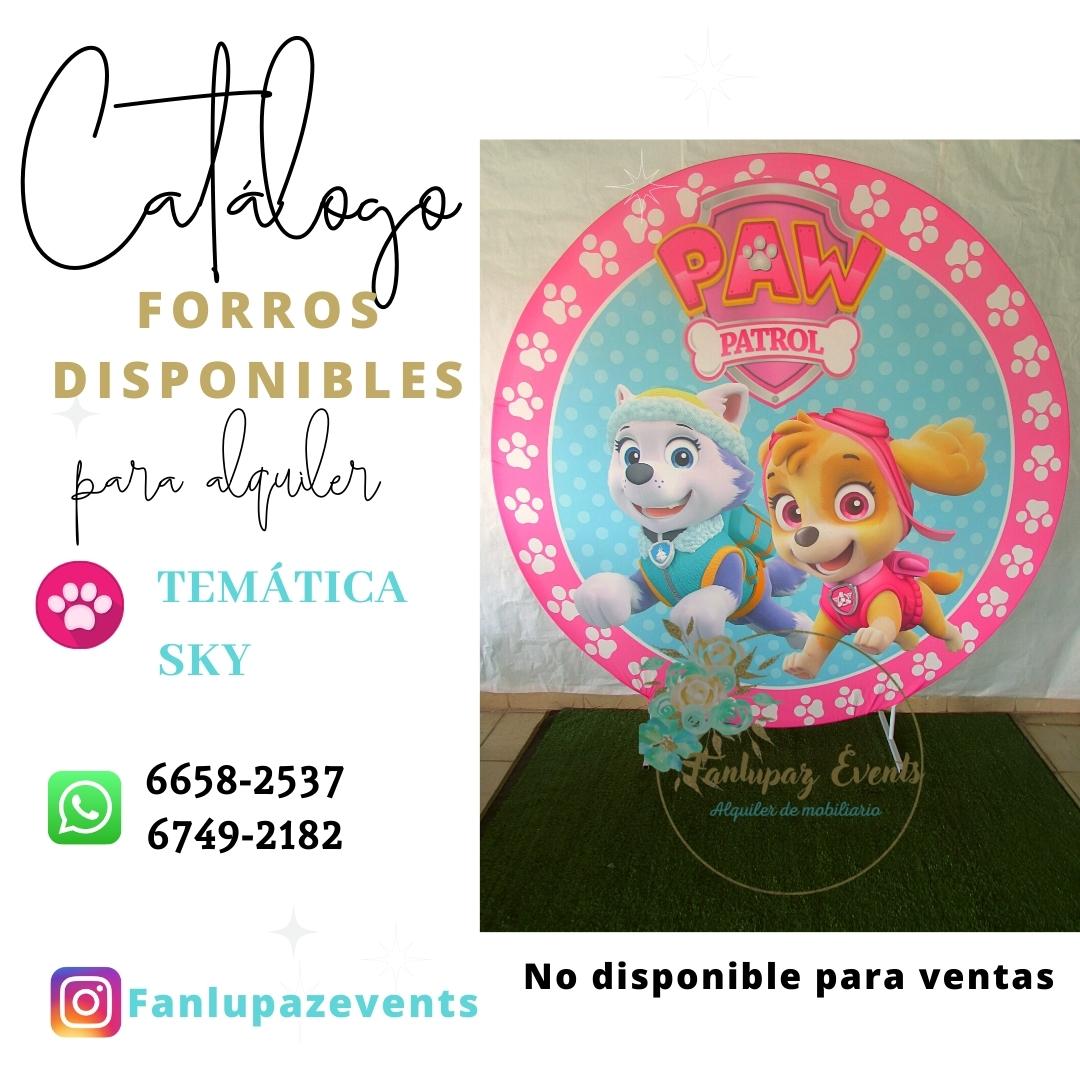 Catálogo
FORROS
DISPONIBLES
para alquiler
TEMÁTICA
SKY
6658-2537
6749-2182
Fanlupazevents
PAW
PATROL
Fanlupaz Events
Alquiler de mobiliario
No disponible para ventas